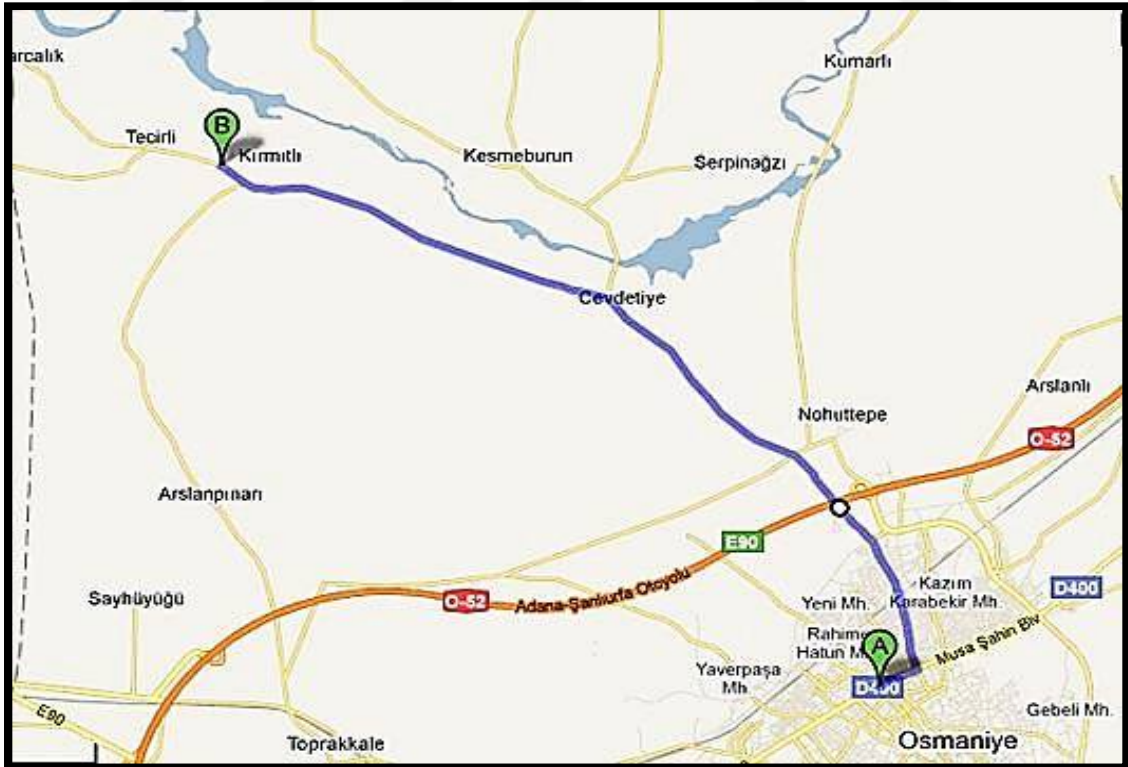 arcalık
Kumarlı
B
Tecirli
Kırmıtlı
Kesmeburun
Serpinağzı
Cevdetiye
Arslanlı
Nohuttepe
O-52
Arslanpınarı
E90
Kazım
Karabekir Mh.
D400
Sayhüyüğü
O-52
Adana-Şanlıurfa Otoyolu
Yeni Mh.
Rahime
Hatun M
Musa Şahin Blv
A
Yaverpaşa
Mh.
D400
E90
Gebeli Mh.
Toprakkale
Osmaniye